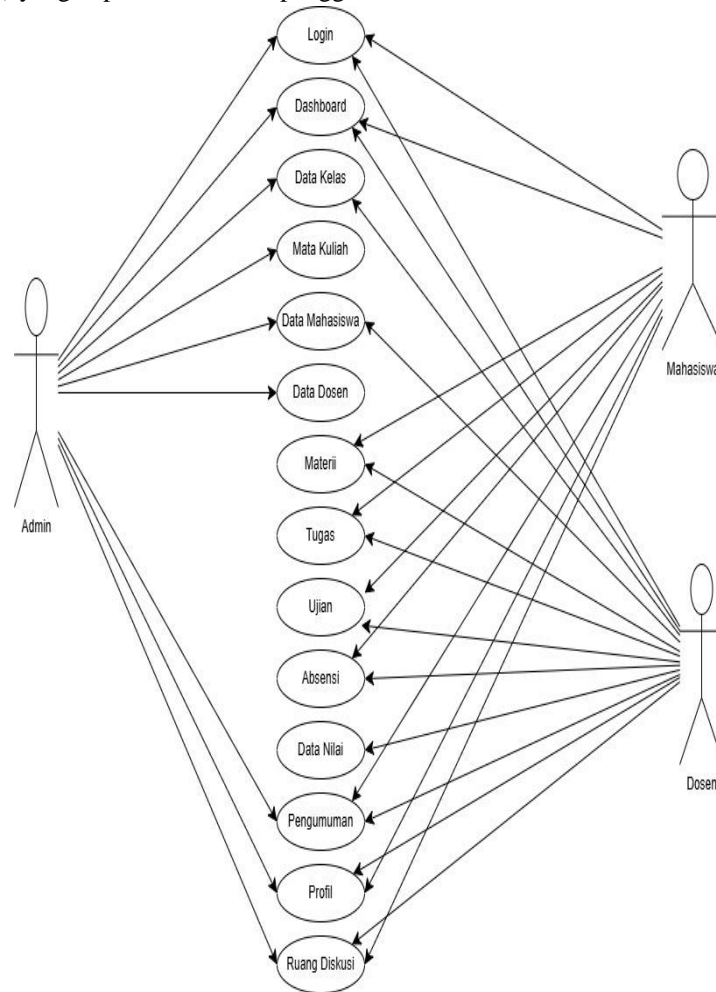 Login
Dashboard
Data Kelas
Mata Kuliah
Data Mahasiswa
Data Dosen
Materii
Tugas
Ujian
Absensi
Data Nilai
Pengumuman
Profil
Ruang Diskusi
Admin
Mahasiswa
Dosen